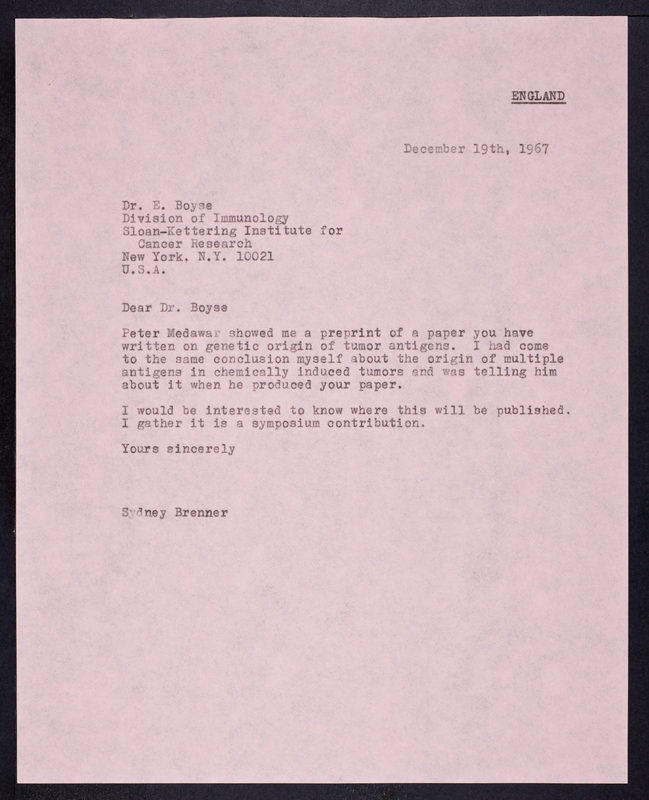 ENGLAND
December 19th, 1967
Dr. E. Boyse
Division of Immunology
Sloan-Kettering Institute for
Cancer Research
New York, N.Y. 10021
U.S.A.
Dear Dr. Boyse
Peter Medawar showed me a preprint of a paper you have
written on genetic origin of tumor antigens. I had come
to the same conclusion myself about the origin of multiple
antigens in chemically induced tumors and was telling him
about it when he produced your paper.
I would be interested to know where this will be published.
I gather it is a symposium contribution.
Yours sincerely
Sydney Brenner